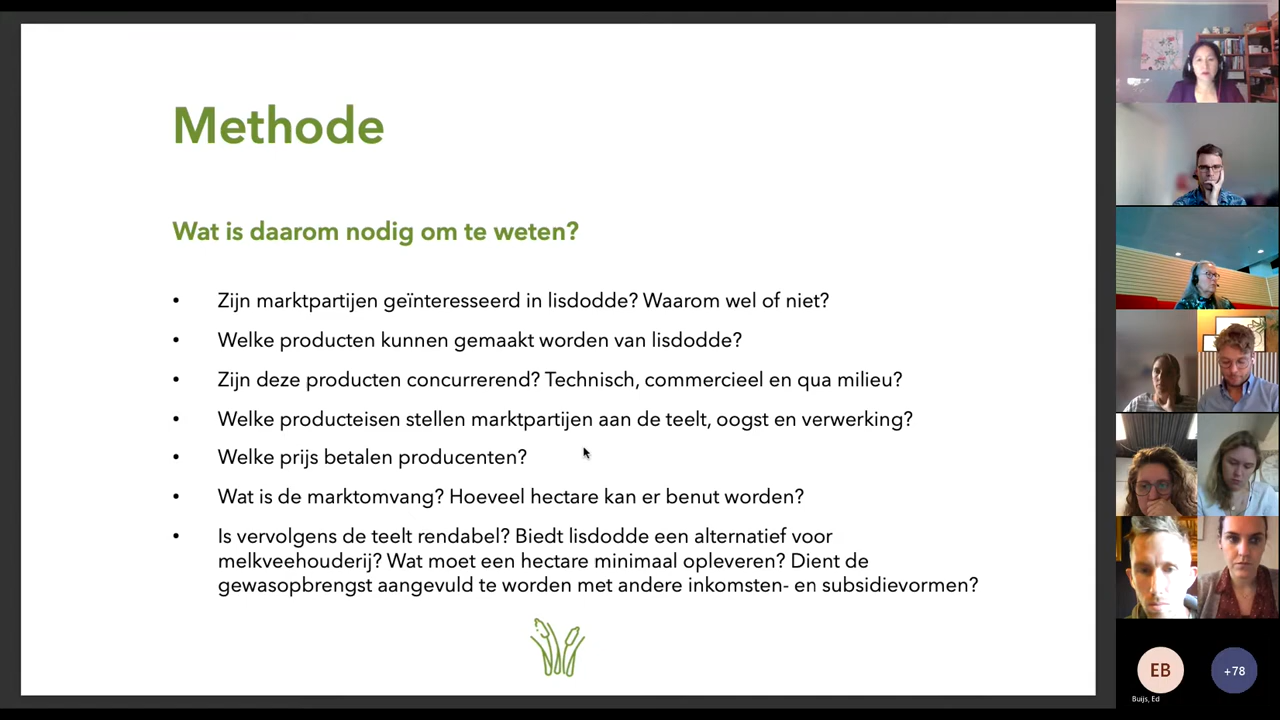 Methode
Wat is daarom nodig om te weten?
• Zijn marktpartijen geïnteresseerd in lisdodde? Waarom wel of niet?
• Welke producten kunnen gemaakt worden van lisdodde?
• Zijn deze producten concurrerend? Technisch, commercieel en qua milieu?
• Welke producteisen stellen marktpartijen aan de teelt, oogst en verwerking?
• Welke prijs betalen producenten?
• Wat is de marktomvang? Hoeveel hectare kan er benut worden?
• Is vervolgens de teelt rendabel? Biedt lisdodde een alternatief voor
melkveehouderij? Wat moet een hectare minimaal opleveren? Dient de
gewasopbrengst aangevuld te worden met andere inkomsten- en subsidievormen?
EB
+78
Buijs, Ed